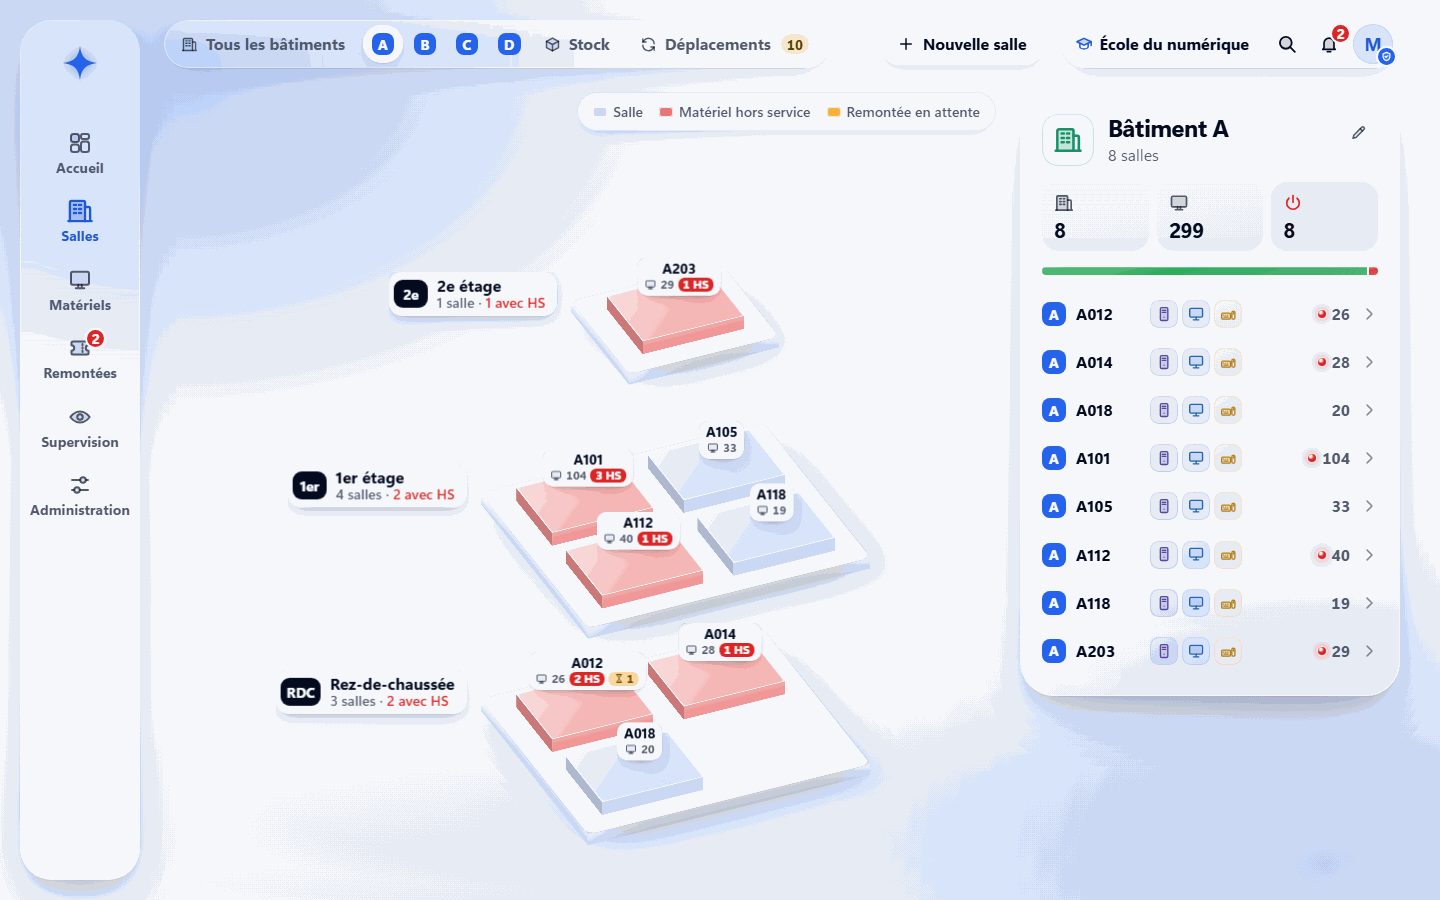 Tous les bâtiments
A
B
C
D
Stock
Déplacements 10
Nouvelle salle
École du numérique
2
M
Accueil
Salles
Matériels
2
Remontées
Supervision
Administration
Salle
Matériel hors service
Remontée en attente
2e
2e étage
1 salle · 1 avec HS
A203
29 1 HS
1er
1er étage
4 salles · 2 avec HS
A101
104 3 HS
A105
33
A112
40 1 HS
A118
19
RDC
Rez-de-chaussée
3 salles · 2 avec HS
A012
26 2 HS 1
A014
28 1 HS
A018
20
Bâtiment A
8 salles
8
299
8
A A012 26
A A014 28
A A018 20
A A101 104
A A105 33
A A112 40
A A118 19
A A203 29